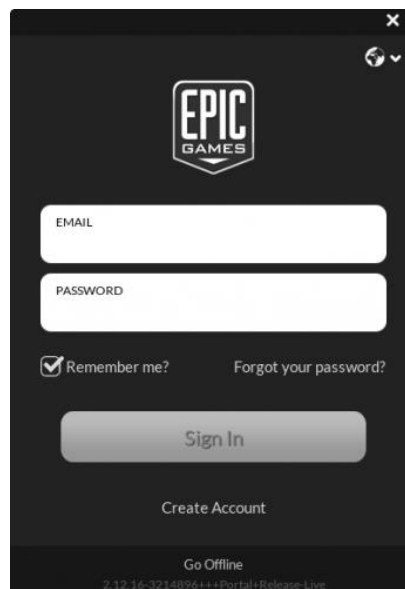 EPIC
GAMES
EMAIL
PASSWORD
Remember me? Forgot your password?
Sign In
Create Account
Go Offline
2.12.16-3214896+++Portal+Release-Live